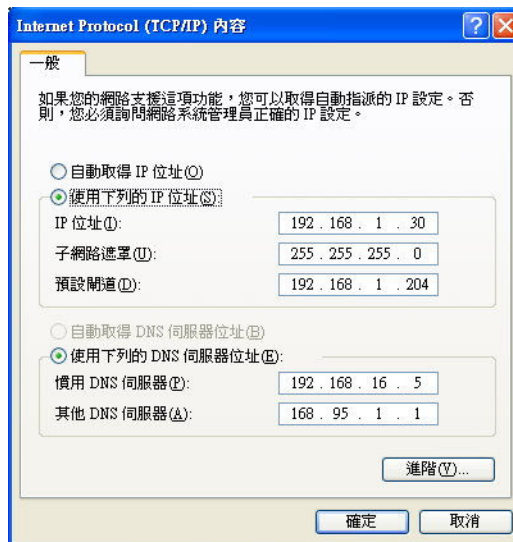 Internet Protocol (TCP/IP) 內容
一般
如果您的網路支援這項功能，您可以取得自動指派的 IP 設定。否
則，您必須詢問網路系統管理員正確的 IP 設定。
自動取得 IP 位址(O)
使用下列的 IP 位址(S):
IP 位址(I): 192 . 168 . 1 . 30
子網路遮罩(U): 255 . 255 . 255 . 0
預設閘道(D): 192 . 168 . 1 . 204
自動取得 DNS 伺服器位址(B)
使用下列的 DNS 伺服器位址(E):
慣用 DNS 伺服器(P): 192 . 168 . 16 . 5
其他 DNS 伺服器(A): 168 . 95 . 1 . 1
進階(V)...
確定 取消